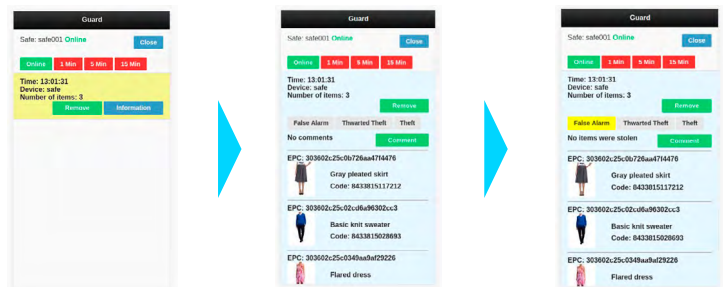 Guard
Safe: safe001 Online
Close
Online 1 Min 5 Min 15 Min
Time: 13:01:31
Device: safe
Number of items: 3
Remove Information
Guard
Safe: safe001 Online
Close
Online 1 Min 5 Min 15 Min
Time: 13:01:31
Device: safe
Number of items: 3
Remove
False Alarm Thwarted Theft Theft
No comments
Comment
EPC: 303602c25c0b726aa47f4476
Gray pleated skirt
Code: 8433815117212
EPC: 303602c25c02cd6a96302cc3
Basic knit sweater
Code: 8433815028693
EPC: 303602c25c0349aa9af29226
Flared dress
Guard
Safe: safe001 Online
Close
Online 1 Min 5 Min 15 Min
Time: 13:01:31
Device: safe
Number of items: 3
Remove
False Alarm Thwarted Theft Theft
No items were stolen
Comment
EPC: 303602c25c0b726aa47f4476
Gray pleated skirt
Code: 8433815117212
EPC: 303602c25c02cd6a96302cc3
Basic knit sweater
Code: 8433815028693
EPC: 303602c25c0349aa9af29226
Flared dress